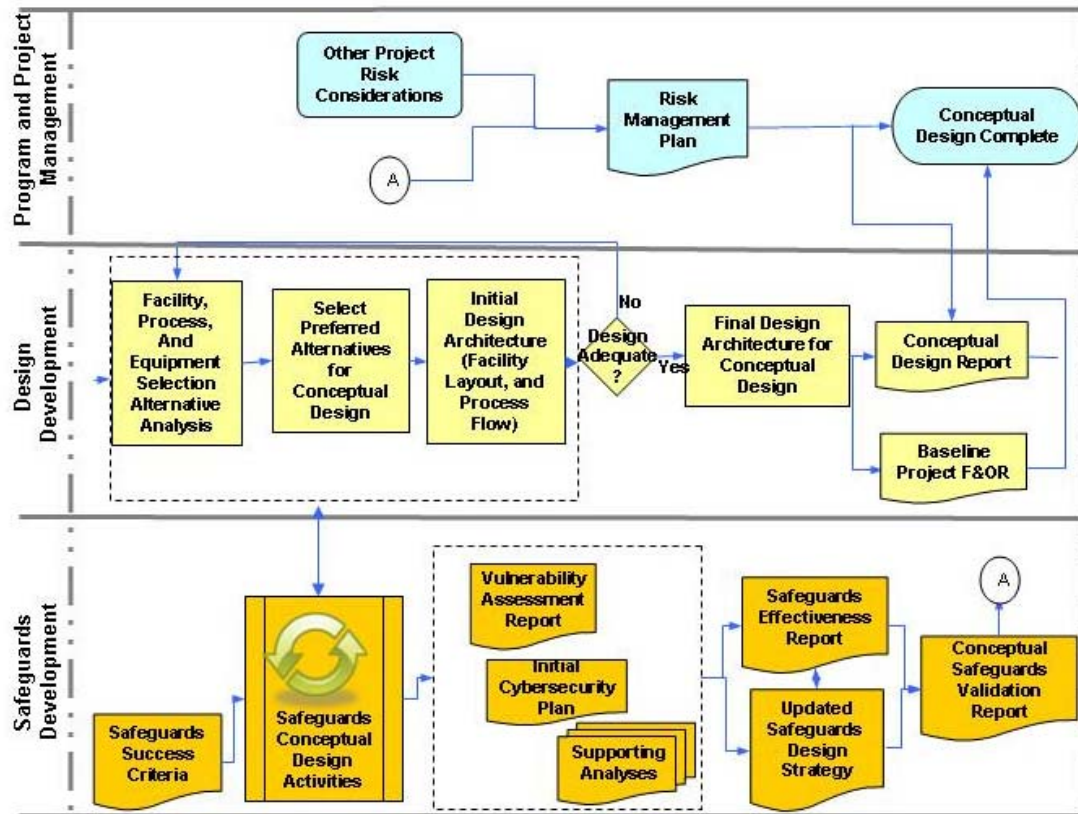 Program and Project
Management
Other Project
Risk
Considerations
A
Risk
Management
Plan
Conceptual
Design Complete
Design
Development
Facility,
Process,
And
Equipment
Selection
Alternative
Analysis
Select
Preferred
Alternatives
for
Conceptual
Design
Initial
Design
Architecture
(Facility
Layout, and
Process
Flow)
No
Design
Adequate
?
Yes
Final Design
Architecture for
Conceptual
Design
Conceptual
Design Report
Baseline
Project F&OR
Safeguards
Development
Safeguards
Success
Criteria
Safeguards
Conceptual
Design
Activities
Vulnerability
Assessment
Report
Initial
Cybersecurity
Plan
Supporting
Analyses
Safeguards
Effectiveness
Report
Updated
Safeguards
Design
Strategy
A
Conceptual
Safeguards
Validation
Report